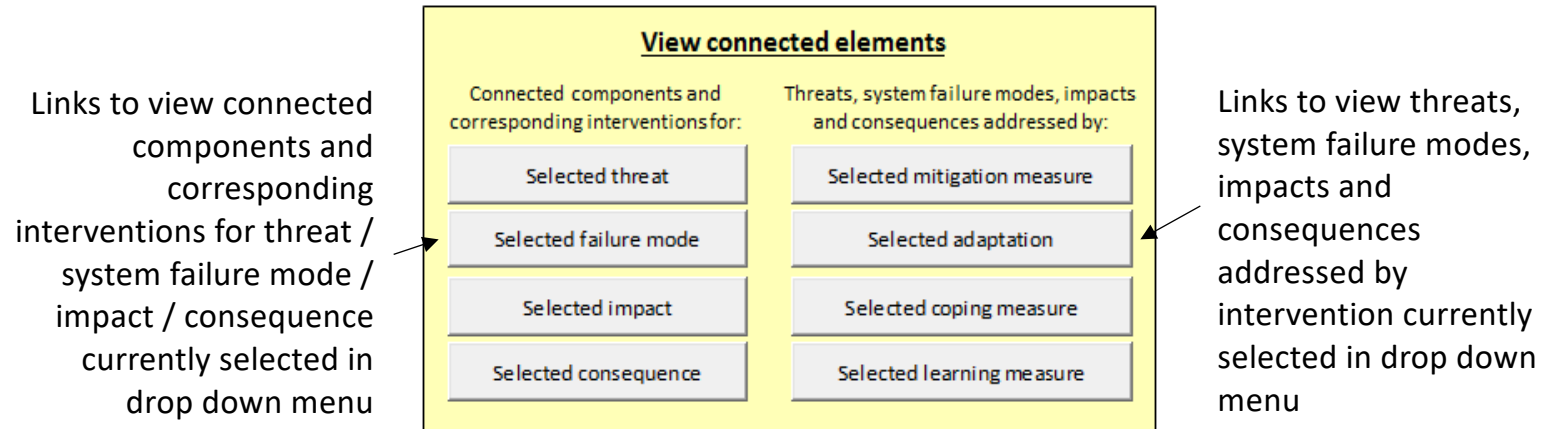 Links to view connected
components and
corresponding
interventions for threat /
system failure mode /
impact / consequence
currently selected in
drop down menu
View connected elements
Connected components and
corresponding interventions for:
Selected threat
Selected failure mode
Selected impact
Selected consequence
Threats, system failure modes, impacts
and consequences addressed by:
Selected mitigation measure
Selected adaptation
Selected coping measure
Selected learning measure
Links to view threats,
system failure modes,
impacts and
consequences
addressed by
intervention currently
selected in drop down
menu